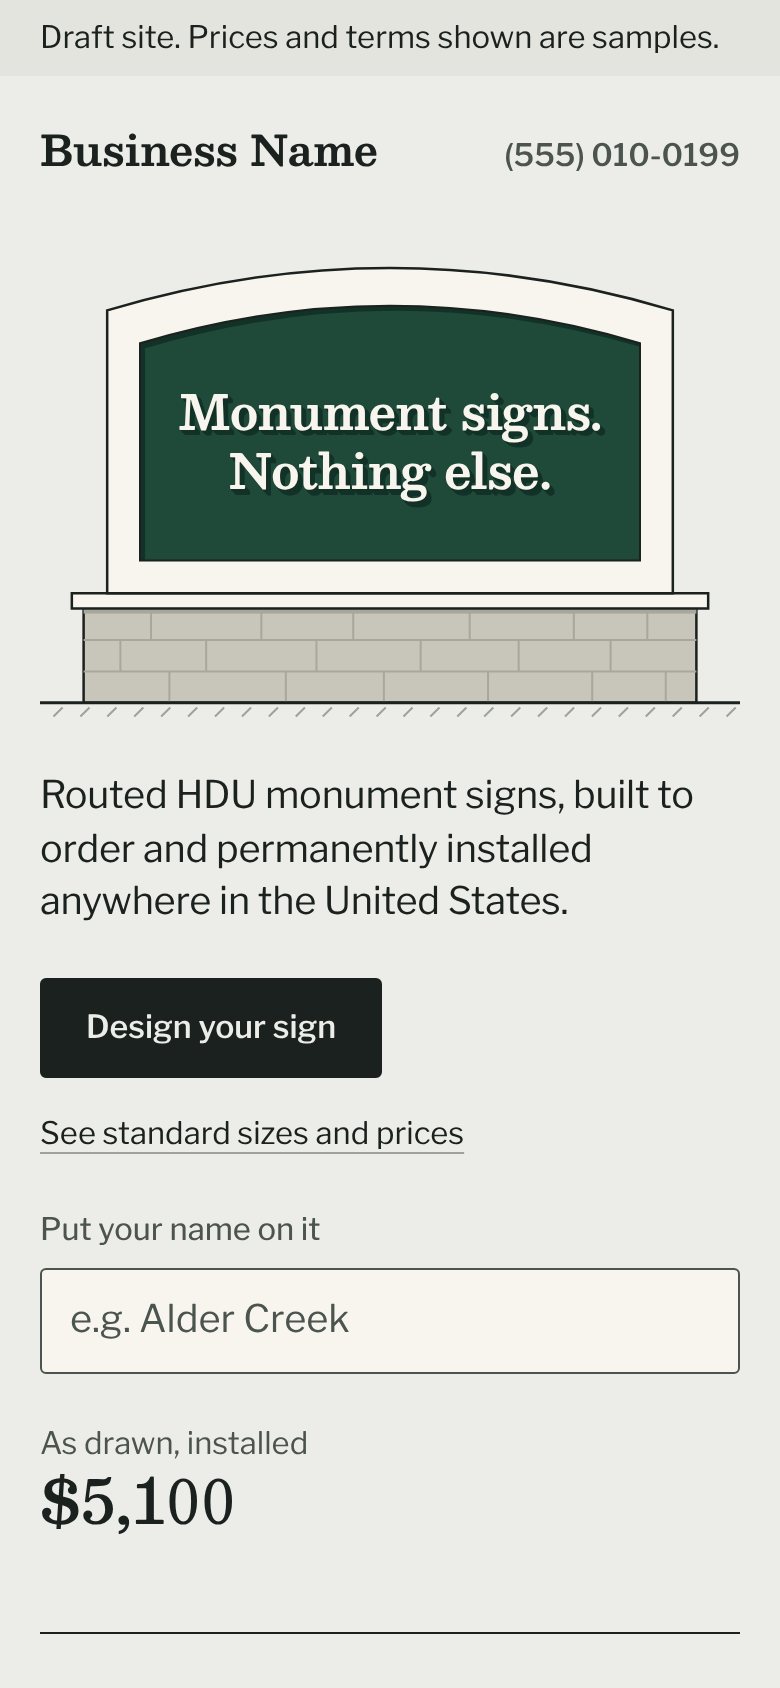 Draft site. Prices and terms shown are samples.
Business Name
(555) 010-0199
Monument signs.
Nothing else.
Routed HDU monument signs, built to
order and permanently installed
anywhere in the United States.
Design your sign
See standard sizes and prices
Put your name on it
e.g. Alder Creek
As drawn, installed
$5,100